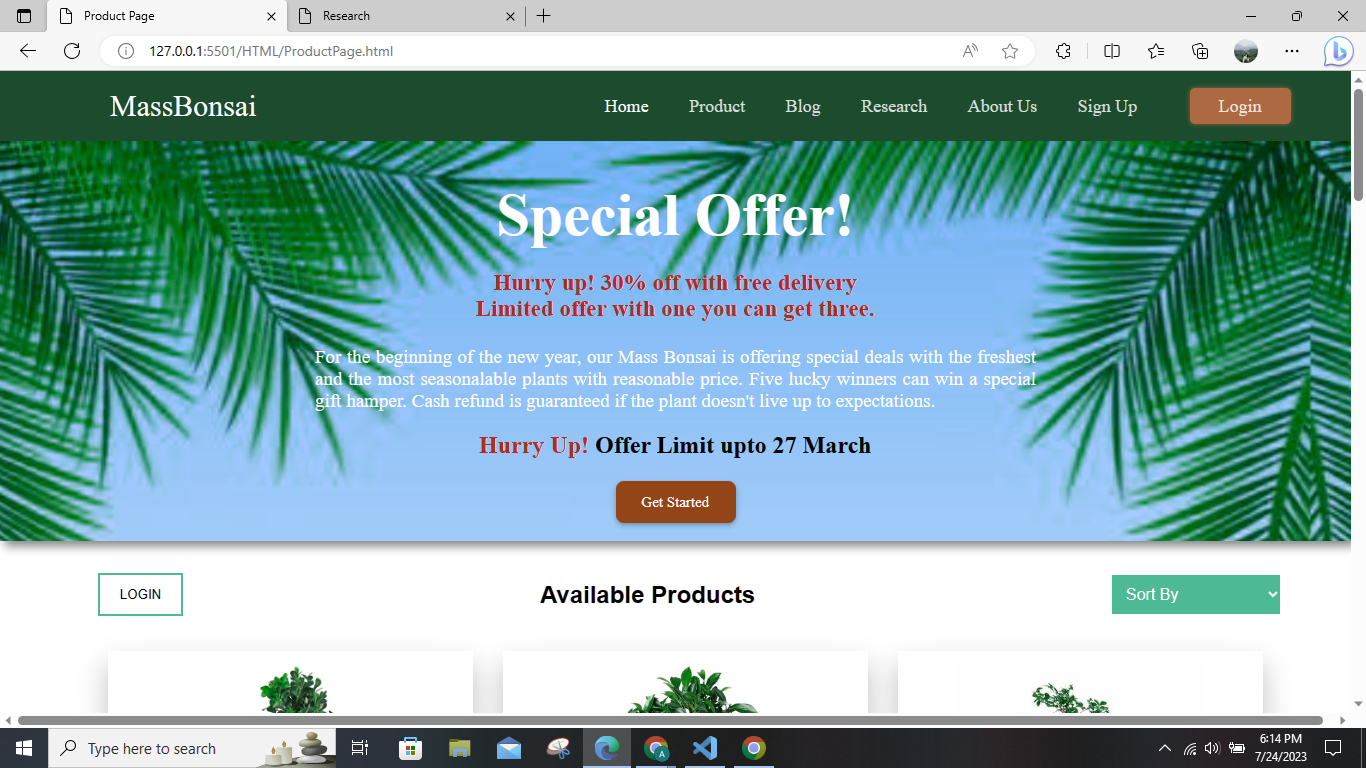 Product Page
Research
127.0.0.1:5501/HTML/ProductPage.html
MassBonsai
Home
Product
Blog
Research
About Us
Sign Up
Login
Special Offer!
Hurry up! 30% off with free delivery
Limited offer with one you can get three.
For the beginning of the new year, our Mass Bonsai is offering special deals with the freshest
and the most seasonalable plants with reasonable price. Five lucky winners can win a special
gift hamper. Cash refund is guaranteed if the plant doesn't live up to expectations.
Hurry Up! Offer Limit upto 27 March
Get Started
LOGIN
Available Products
Sort By
Type here to search
6:14 PM
7/24/2023